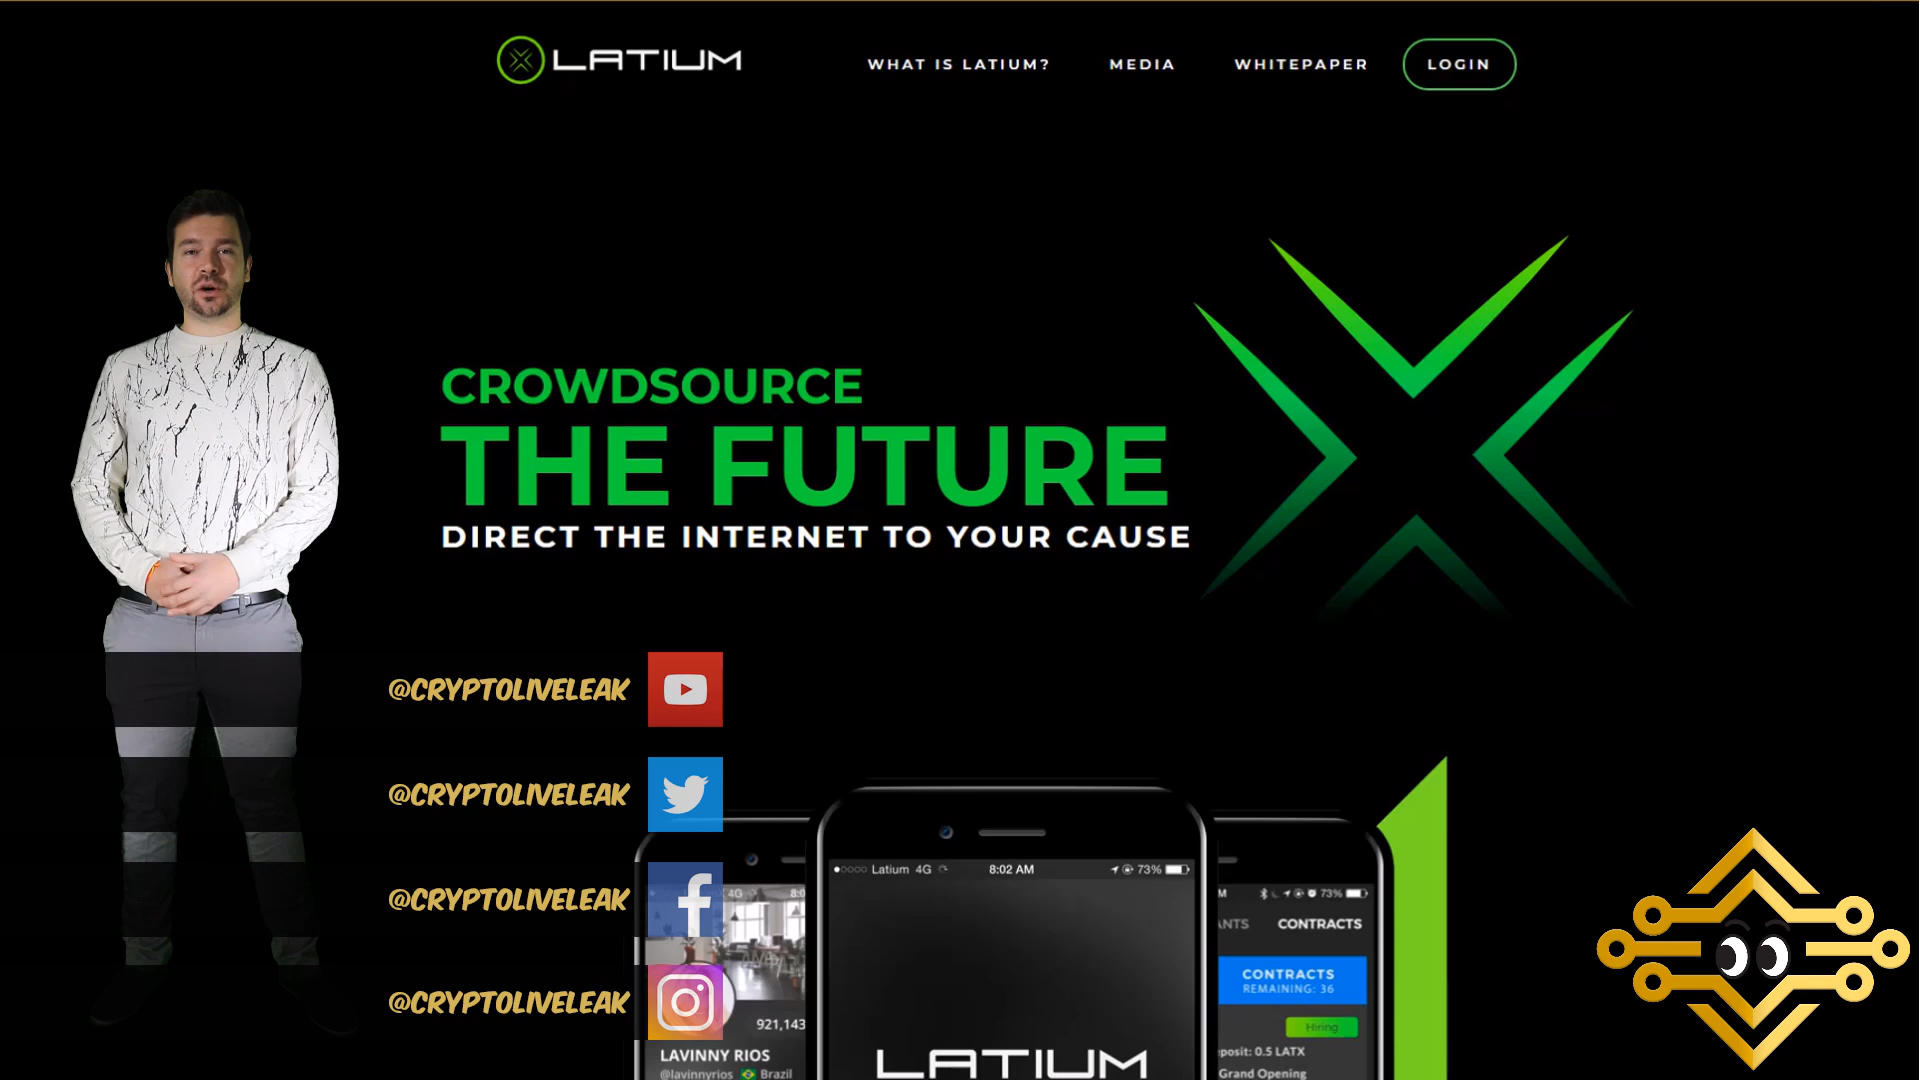 LATIUM
WHAT IS LATIUM?
MEDIA
WHITEPAPER
LOGIN
CROWDSOURCE
THE FUTURE
DIRECT THE INTERNET TO YOUR CAUSE
@CRYPTOLIVELEAK
@CRYPTOLIVELEAK
@CRYPTOLIVELEAK
@CRYPTOLIVELEAK
4G
921,143
LAVINNY RIOS
@lavinnyrios Brazil
Latium 4G 8:02 AM 73%
LATIUM
73%
CONTRACTS
CONTRACTS
REMAINING: 36
Hiring
0.5 LATX
Grand Opening